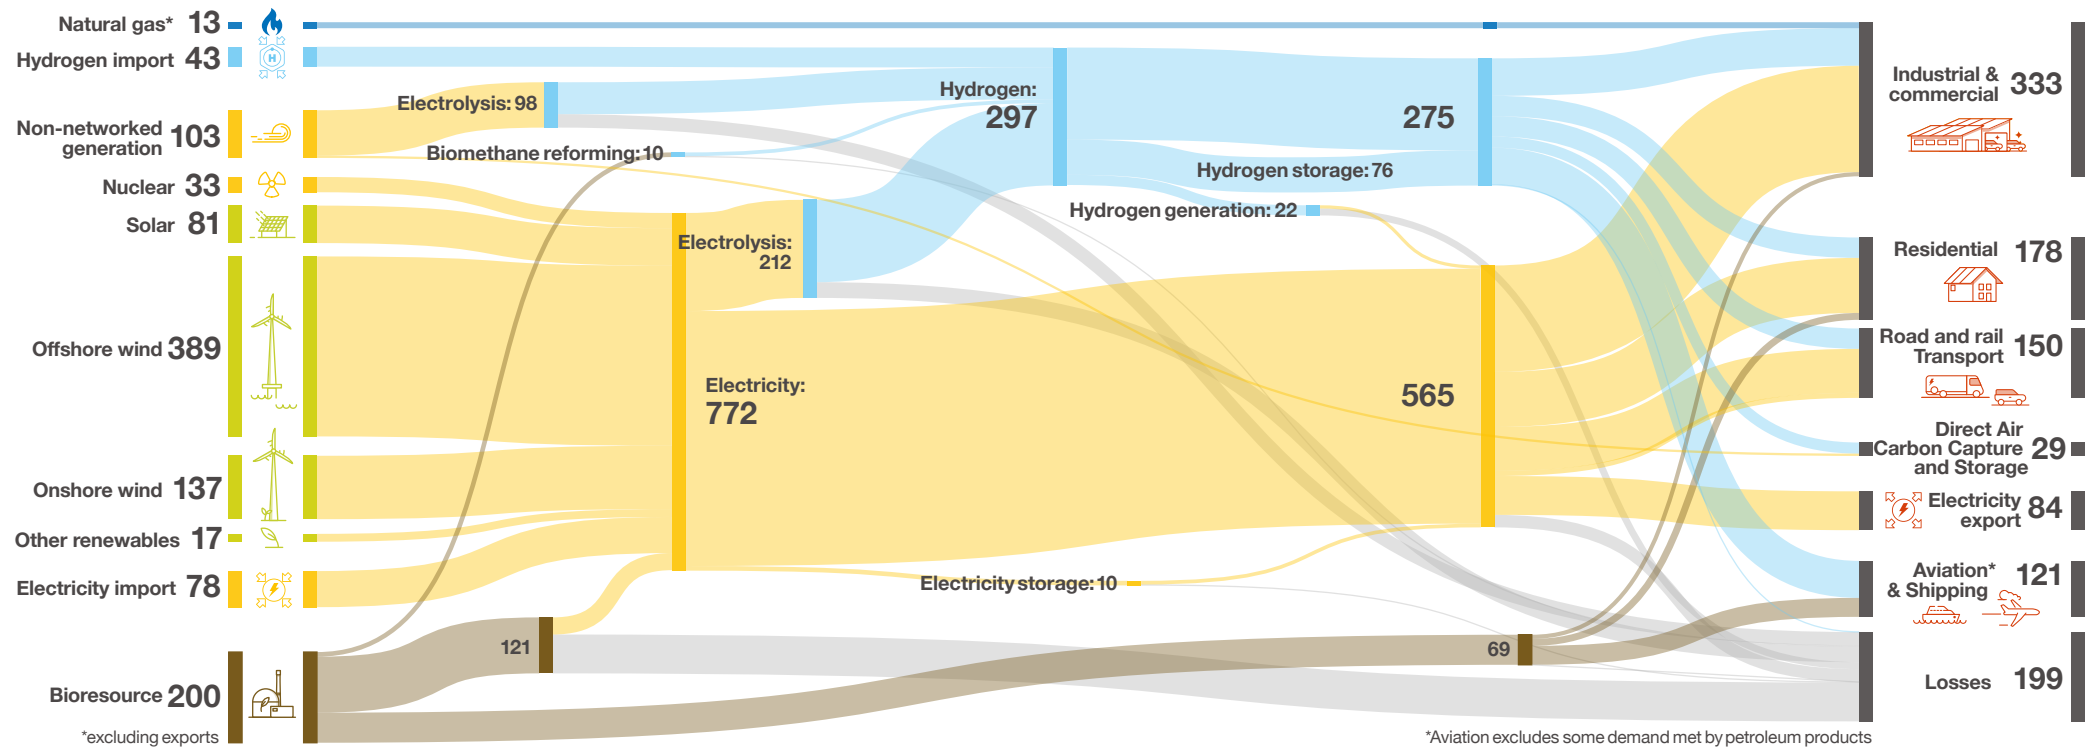 Natural gas* 13
Hydrogen import 43
Non-networked
generation 103
Nuclear 33
Solar 81
Offshore wind 389
Onshore wind 137
Other renewables 17
Electricity import 78
Bioresource 200
*excluding exports
H
Electrolysis: 98
Biomethane reforming: 10
Electrolysis:
212
Electricity:
772
121
Hydrogen:
297
Hydrogen storage: 76
Hydrogen generation: 22
Electricity storage: 10
275
565
69
Industrial &
commercial 333
Residential 178
Road and rail
Transport 150
Direct Air
Carbon Capture
and Storage 29
Electricity
export 84
Aviation*
& Shipping 121
Losses 199
*Aviation excludes some demand met by petroleum products